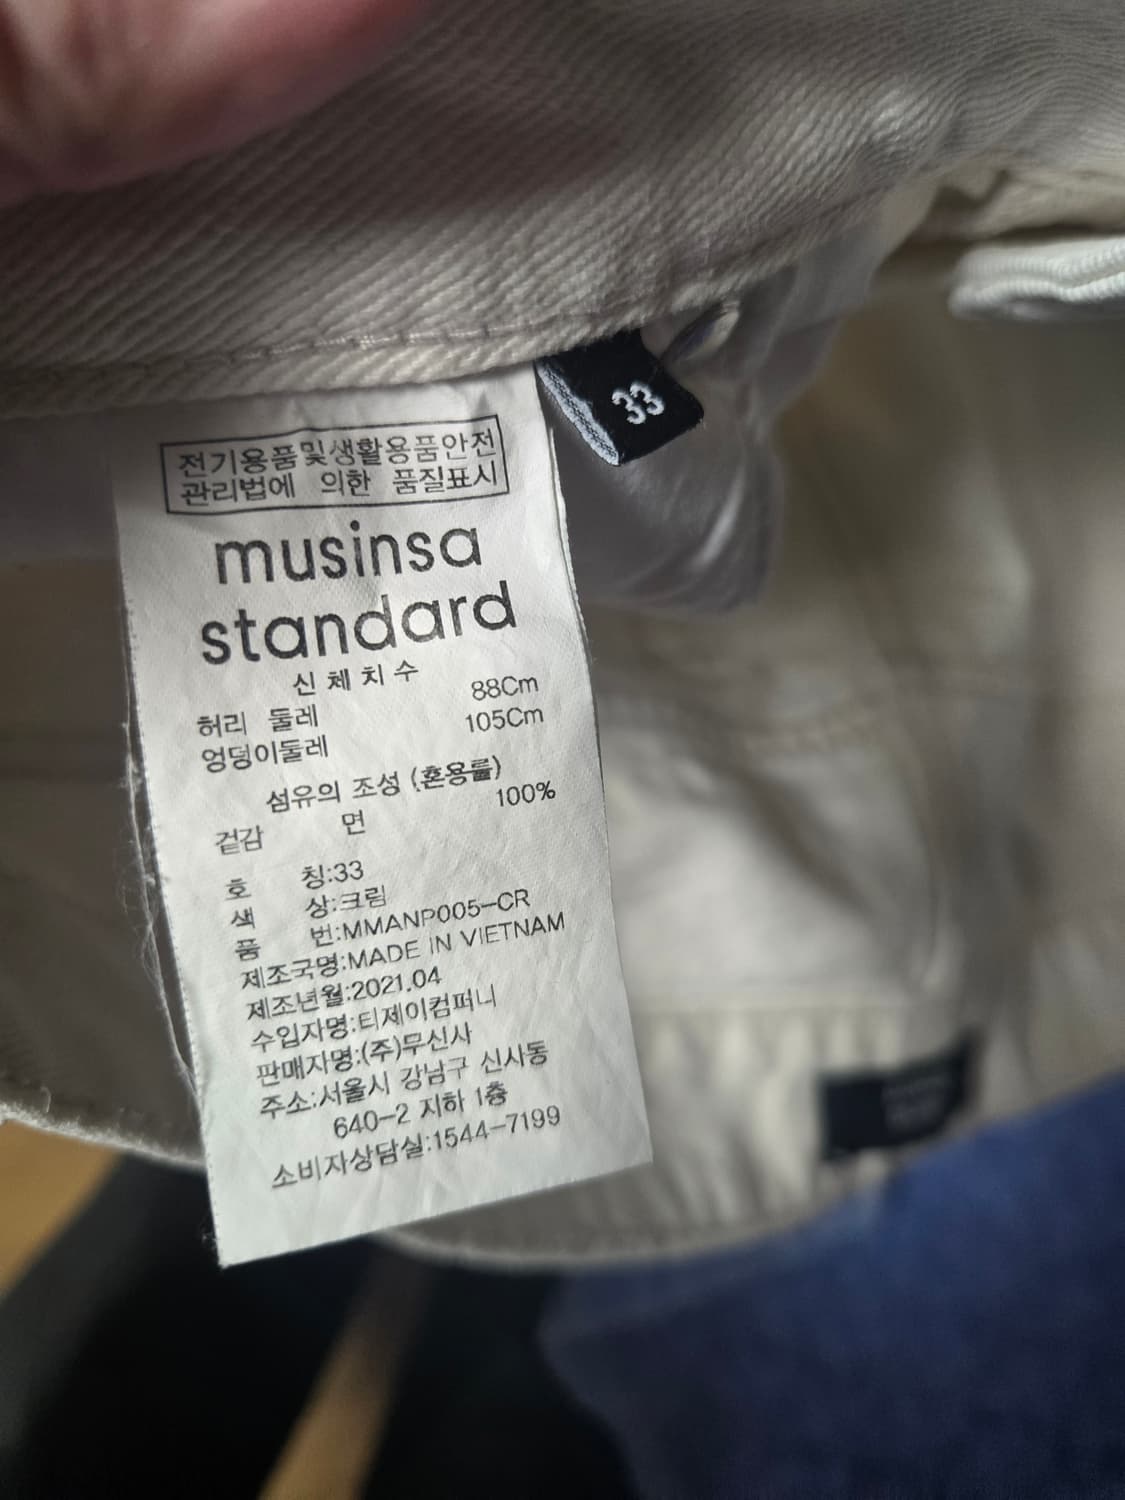 33
전기용품및생활용품안전
관리법에 의한 품질표시
musinsa
standard
신체치수
허리 둘레 88Cm
엉덩이둘레 105Cm
섬유의 조성 (혼용률)
겉감 면 100%
호 칭:33
색 상:크림
품 번:MMANP005-CR
제조국명:MADE IN VIETNAM
제조년월:2021.04
수입자명:티제이컴퍼니
판매자명:(주)무신사
주소:서울시 강남구 신사동
640-2 지하 1층
소비자상담실:1544-7199